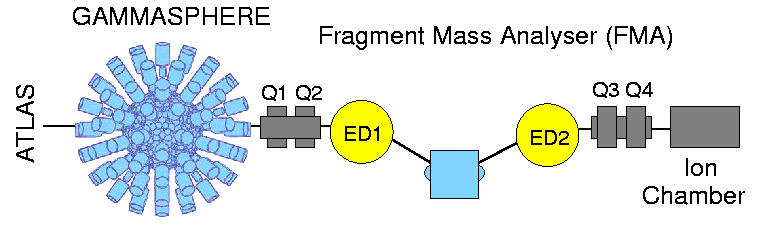 GAMMASPHERE
Fragment Mass Analyser (FMA)
ATLAS
Q1 Q2
ED1
ED2
Q3 Q4
Ion
Chamber